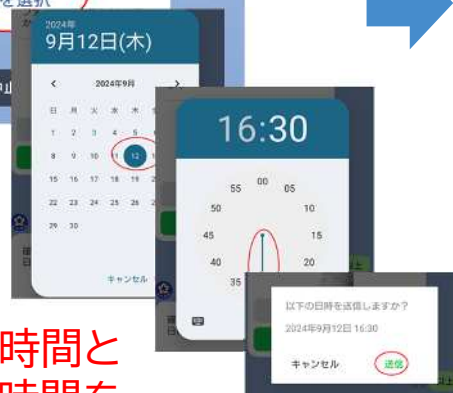 を選択
2024年
9月12日(木)
2024年9月
日 月 火 水 木
1 2 3 4 5
8 9 10 11 12
15 16 17 18 19
22 23 24 25 26
29 30
キャンセル
16:30
00
55 05
50 10
45 15
40 20
35
以下の日時を送信しますか?
2024年9月12日 16:30
キャンセル 送信
時間と
時間を